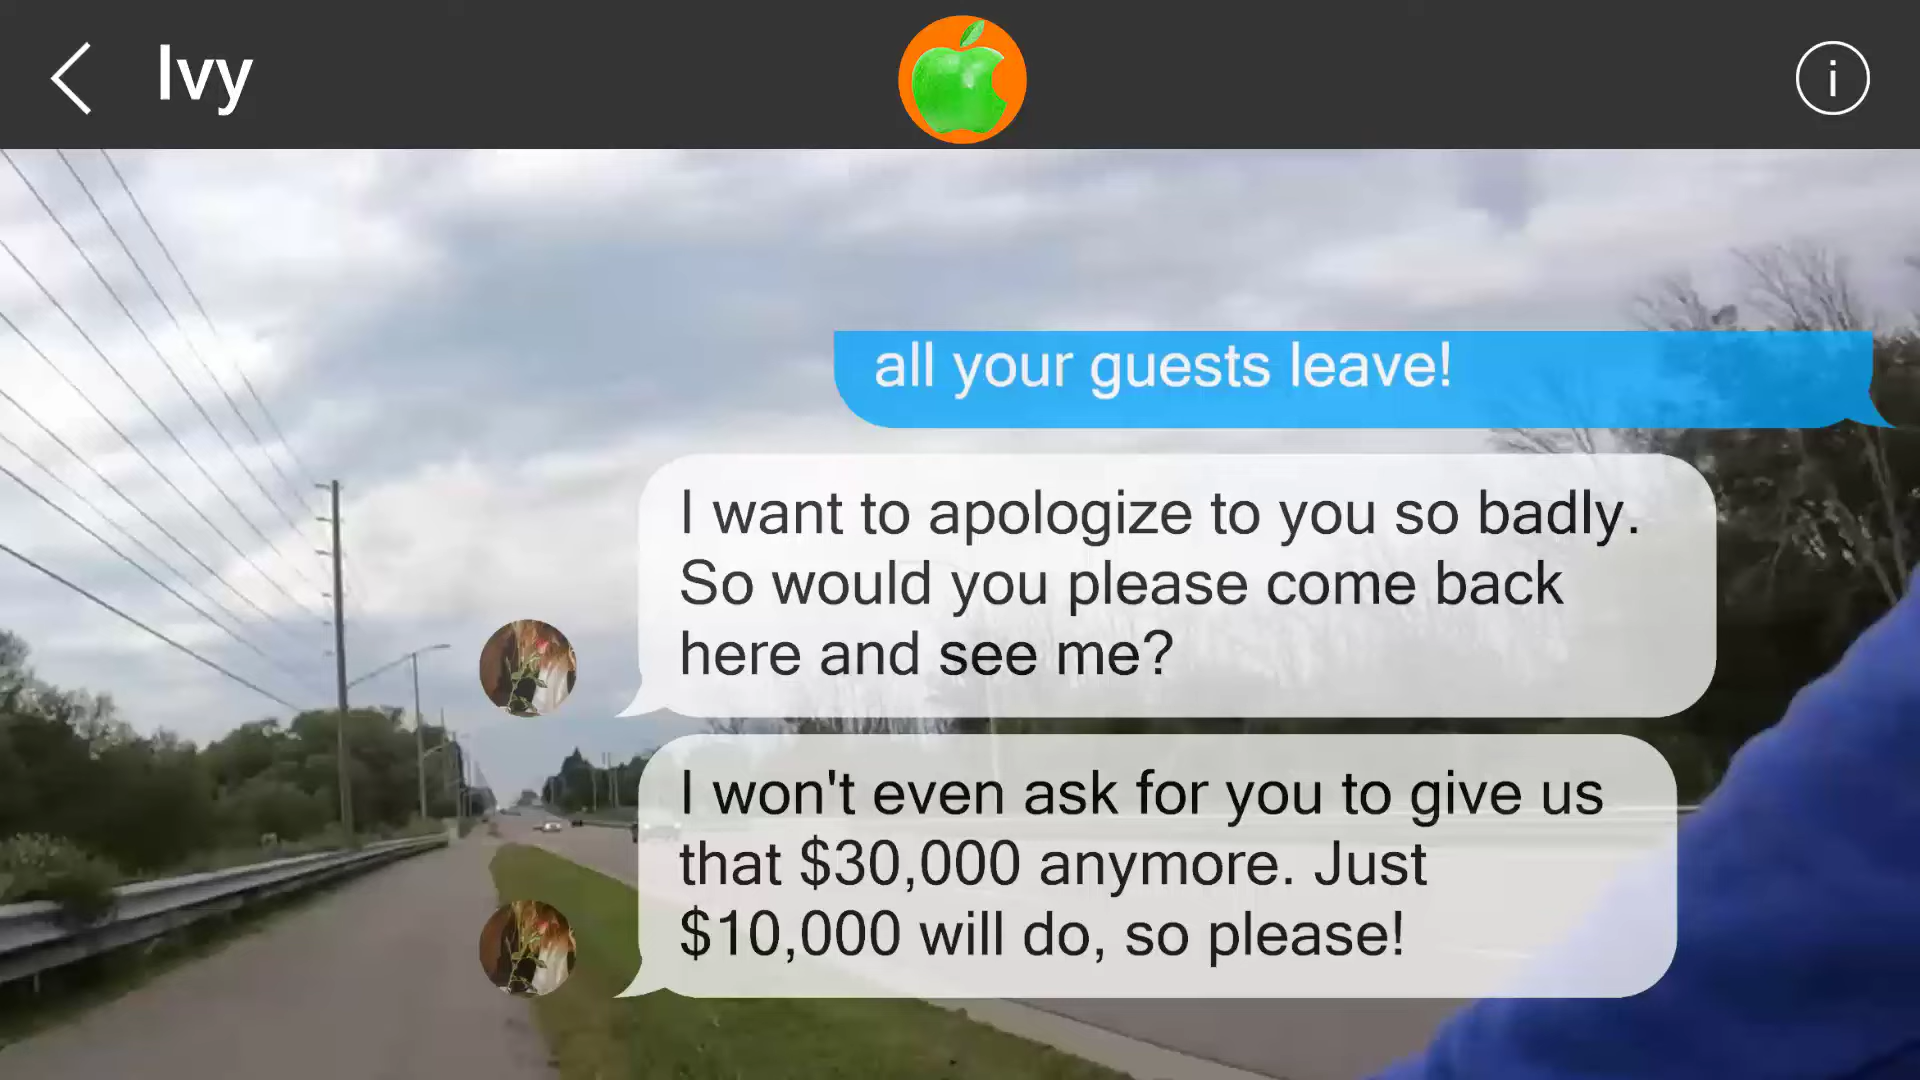 Ivy
all your guests leave!
I want to apologize to you so badly.
So would you please come back
here and see me?
I won't even ask for you to give us
that $30,000 anymore. Just
$10,000 will do, so please!